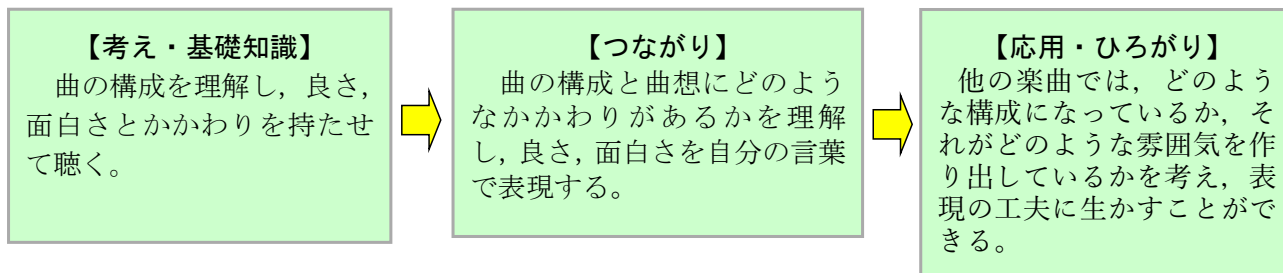 【考え・基礎知識】
曲の構成を理解し，良さ，
面白さとかかわりを持たせ
て聴く。
【つながり】
曲の構成と曲想にどのよう
なかかわりがあるかを理解
し，良さ，面白さを自分の言葉
で表現する。
【応用・ひろがり】
他の楽曲では，どのよう
な構成になっているか，そ
れがどのような雰囲気を作
り出しているかを考え，表
現の工夫に生かすことがで
きる。